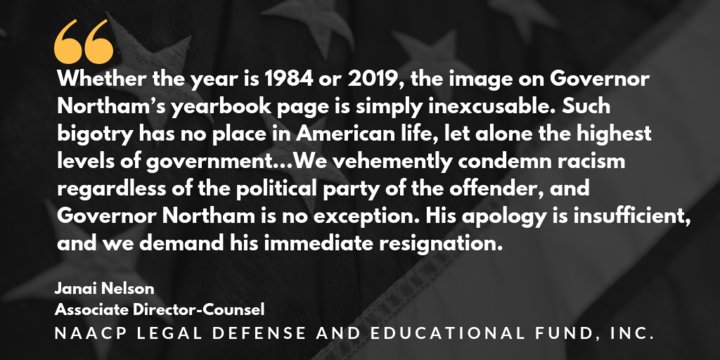 “
Whether the year is 1984 or 2019, the image on Governor
Northam’s yearbook page is simply inexcusable. Such
bigotry has no place in American life, let alone the highest
levels of government...We vehemently condemn racism
regardless of the political party of the offender, and
Governor Northam is no exception. His apology is insufficient,
and we demand his immediate resignation.
Janai Nelson
Associate Director-Counsel
NAACP LEGAL DEFENSE AND EDUCATIONAL FUND, INC.